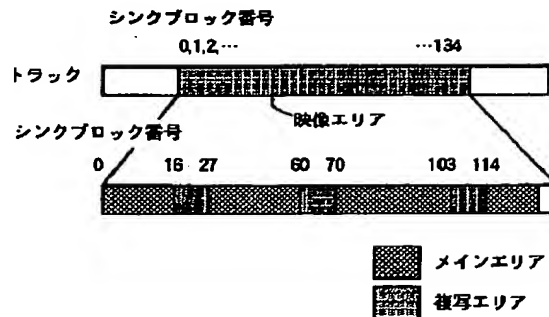 シンクブロック番号
0,1,2,… …134
トラック
映像エリア
シンクブロック番号
0 16 27 60 70 103 114
メインエリア
複写エリア